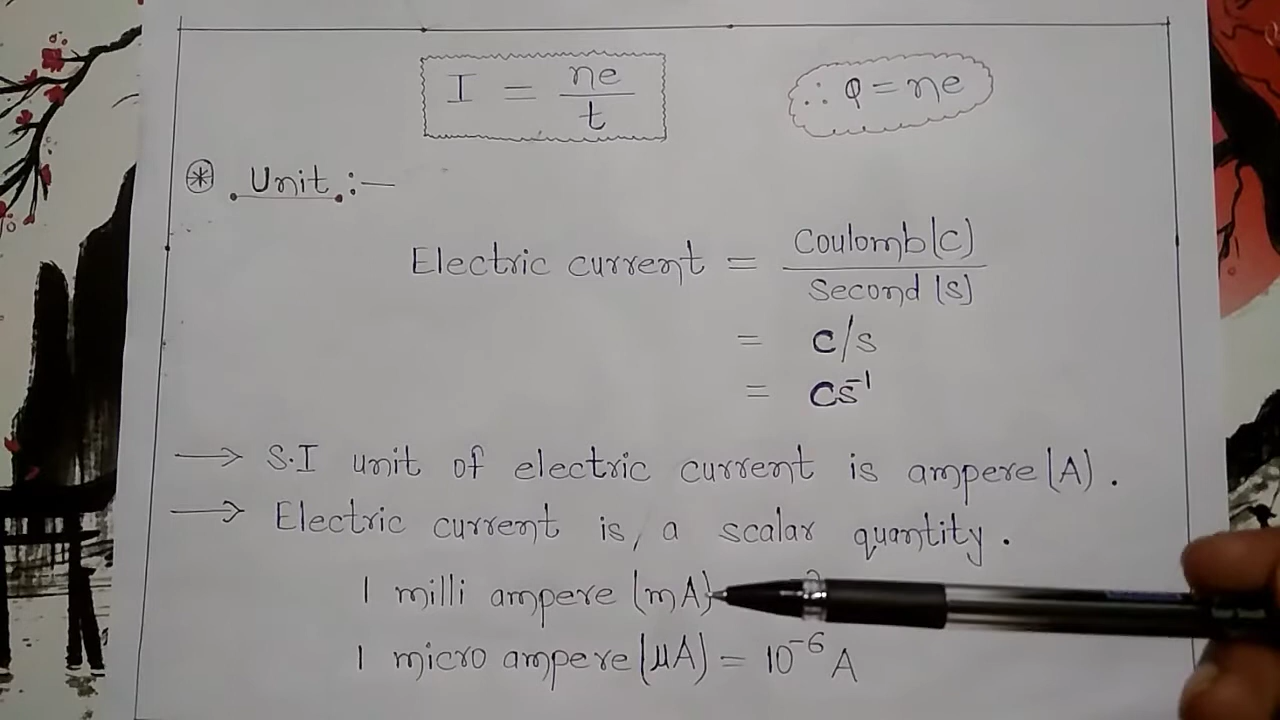 I = ne/t
∴ Q = ne
* Unit :—
Electric current = Coulomb(C)/Second(S)
= C/s
= Cs⁻¹
→ S.I unit of electric current is ampere(A).
→ Electric current is, a scalar quantity.
1 milli ampere (mA)
1 micro ampere (μA) = 10⁻⁶ A